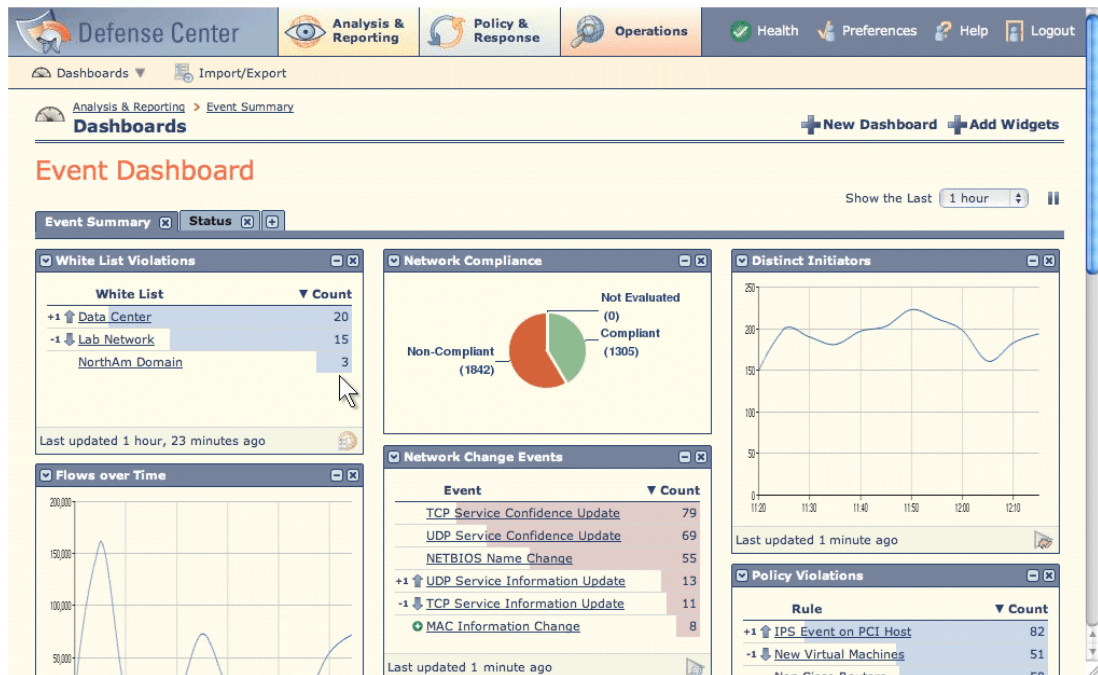 Defense Center
Analysis & Reporting
Policy & Response
Operations
Health
Preferences
Help
Logout
Dashboards
Import/Export
Analysis & Reporting > Event Summary
Dashboards
New Dashboard
Add Widgets
Event Dashboard
Show the Last 1 hour
Event Summary
Status
White List Violations
White List Count
+1 Data Center 20
-1 Lab Network 15
NorthAm Domain 3
Last updated 1 hour, 23 minutes ago
Flows over Time
200,000
150,000
100,000
50,000
Network Compliance
Not Evaluated
(0)
Compliant
(1305)
Non-Compliant
(1842)
Network Change Events
Event Count
TCP Service Confidence Update 79
UDP Service Confidence Update 69
NETBIOS Name Change 55
+1 UDP Service Information Update 13
-1 TCP Service Information Update 11
MAC Information Change 8
Last updated 1 minute ago
Distinct Initiators
250
200
150
100
50
0
11:20 11:30 11:40 11:50 12:00 12:10
Last updated 1 minute ago
Policy Violations
Rule Count
+1 IPS Event on PCI Host 82
-1 New Virtual Machines 51